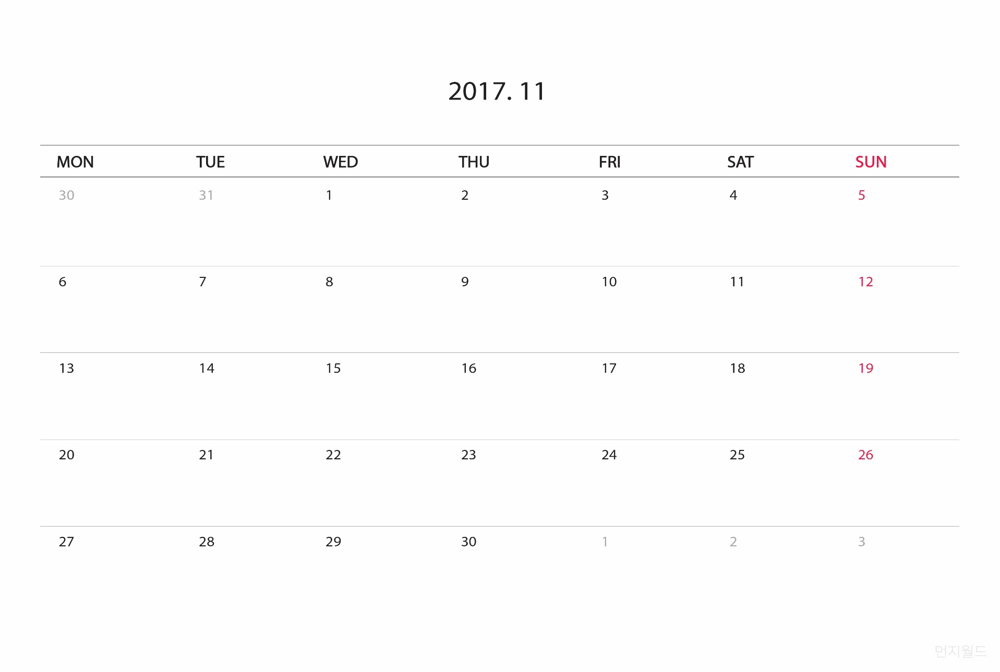 2017. 11
MON TUE WED THU FRI SAT SUN
30 31 1 2 3 4 5
6 7 8 9 10 11 12
13 14 15 16 17 18 19
20 21 22 23 24 25 26
27 28 29 30 1 2 3
먼지월드